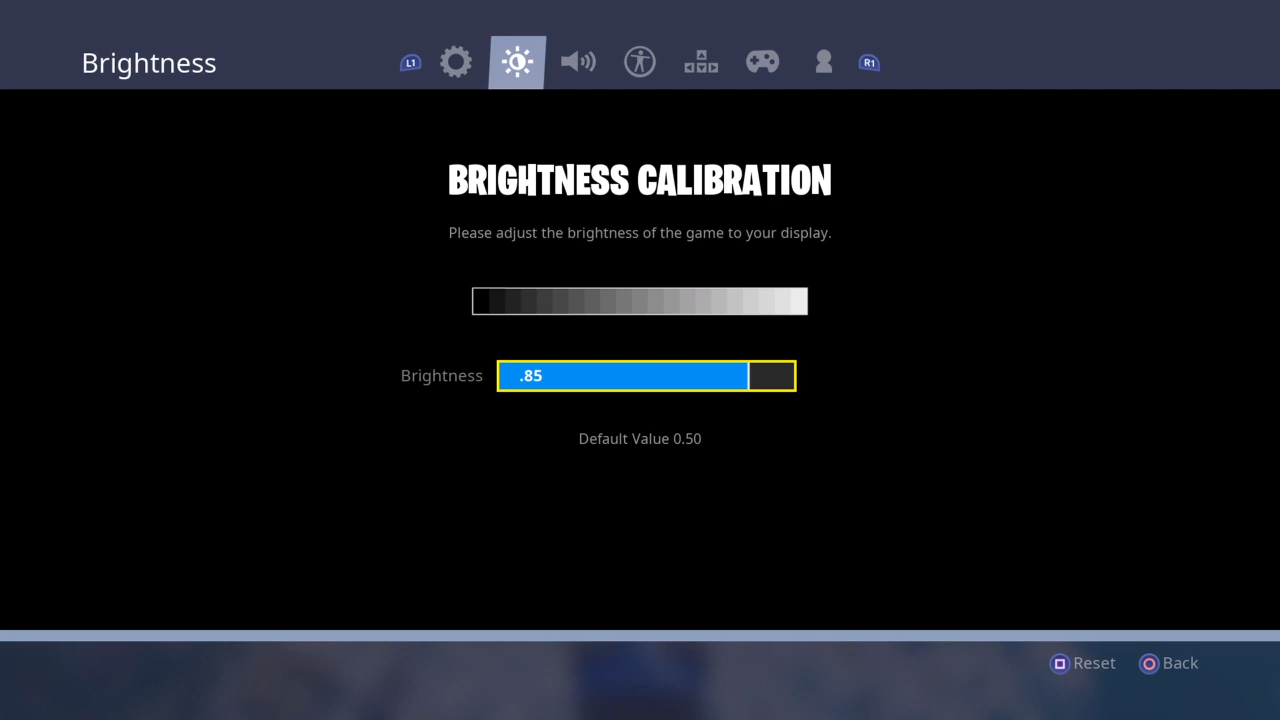 Brightness
L1
R1
BRIGHTNESS CALIBRATION
Please adjust the brightness of the game to your display.
Brightness .85
Default Value 0.50
Reset Back